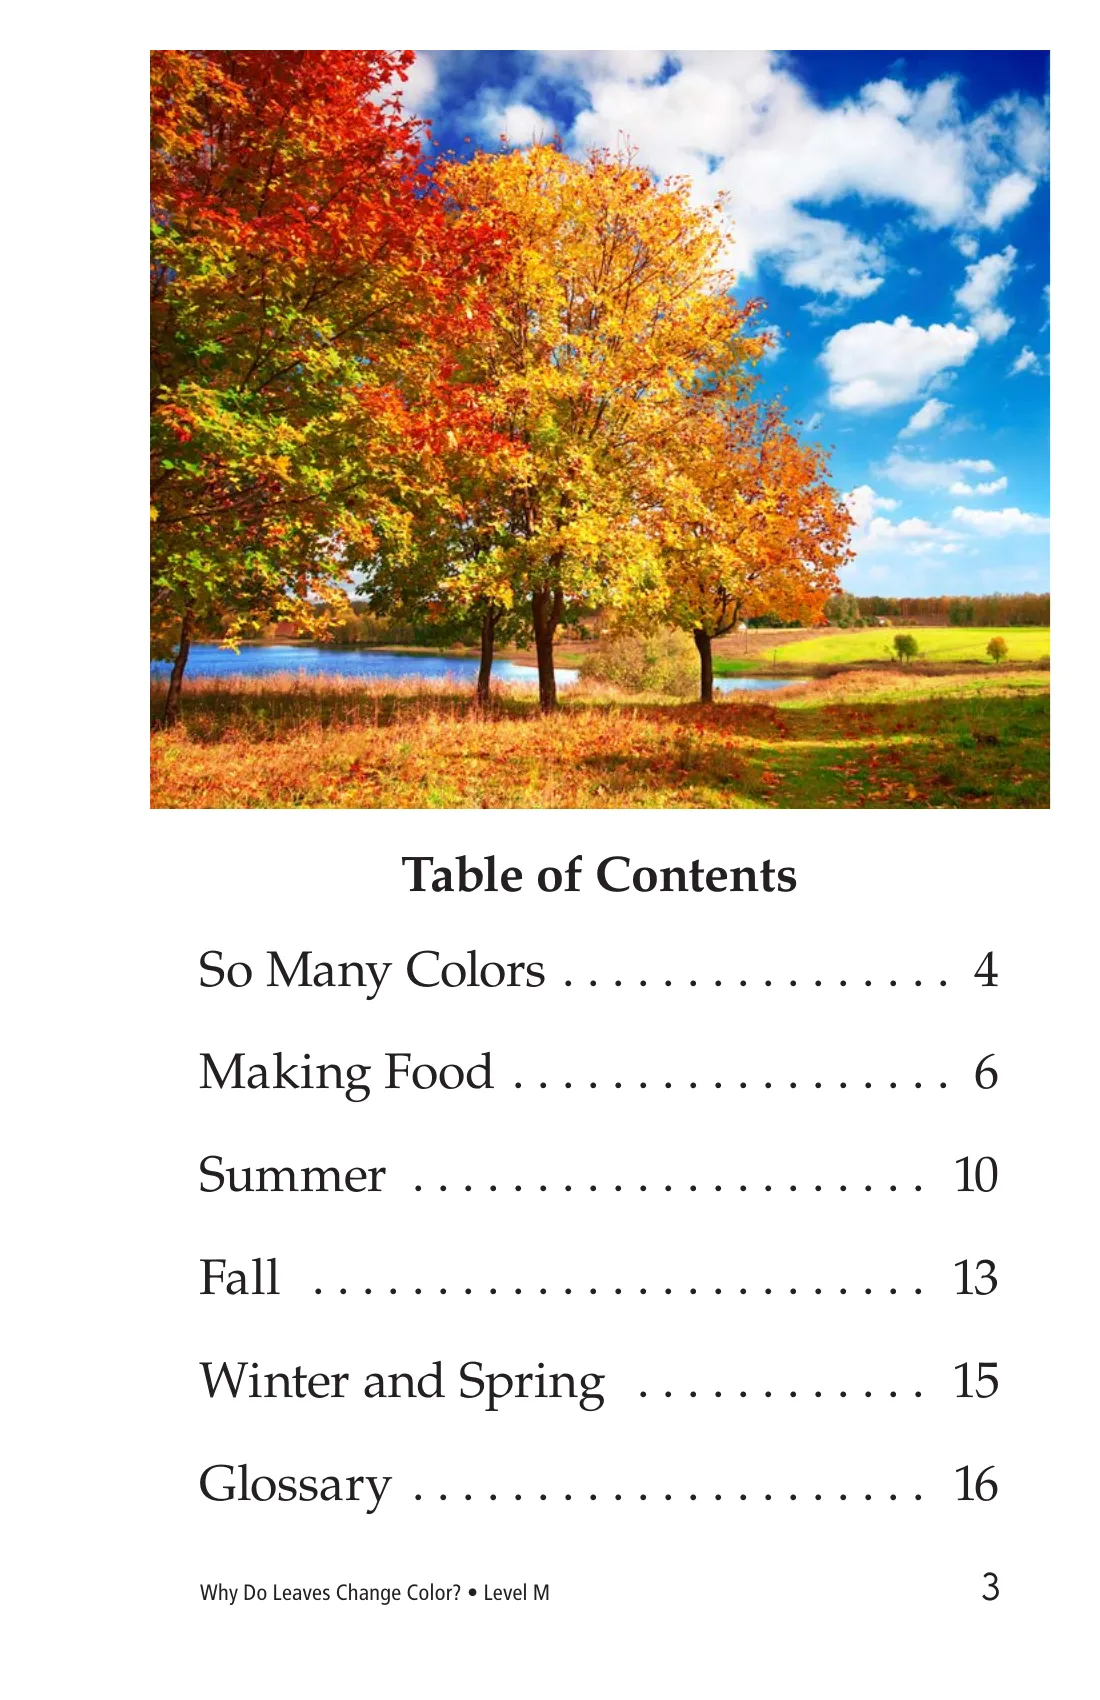 Table of Contents
So Many Colors . . . . . . . . . . . . . . . . 4
Making Food . . . . . . . . . . . . . . . . . . 6
Summer . . . . . . . . . . . . . . . . . . . . . 10
Fall . . . . . . . . . . . . . . . . . . . . . . . . . 13
Winter and Spring . . . . . . . . . . . . 15
Glossary . . . . . . . . . . . . . . . . . . . . . 16
Why Do Leaves Change Color? • Level M 3